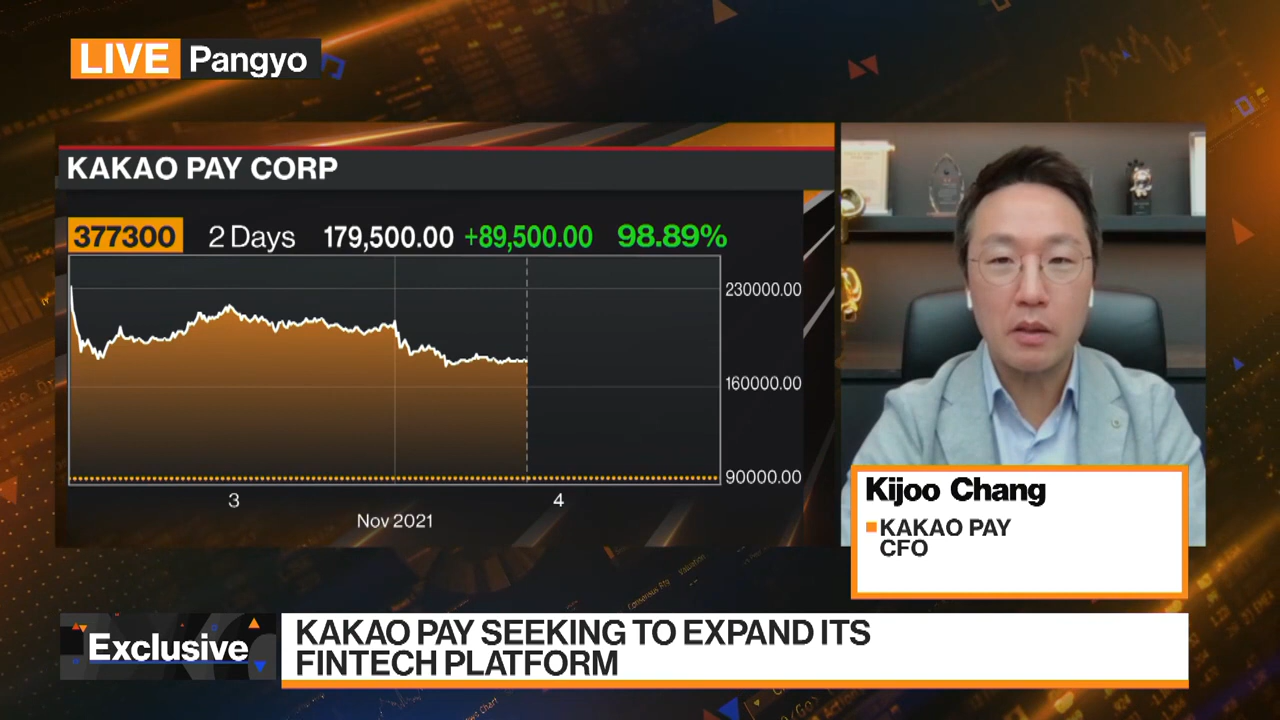 LIVE Pangyo
KAKAO PAY CORP
377300 2 Days 179,500.00 +89,500.00 98.89%
230000.00
160000.00
90000.00
3 4
Nov 2021
Kijoo Chang
KAKAO PAY
CFO
Exclusive
KAKAO PAY SEEKING TO EXPAND ITS
FINTECH PLATFORM